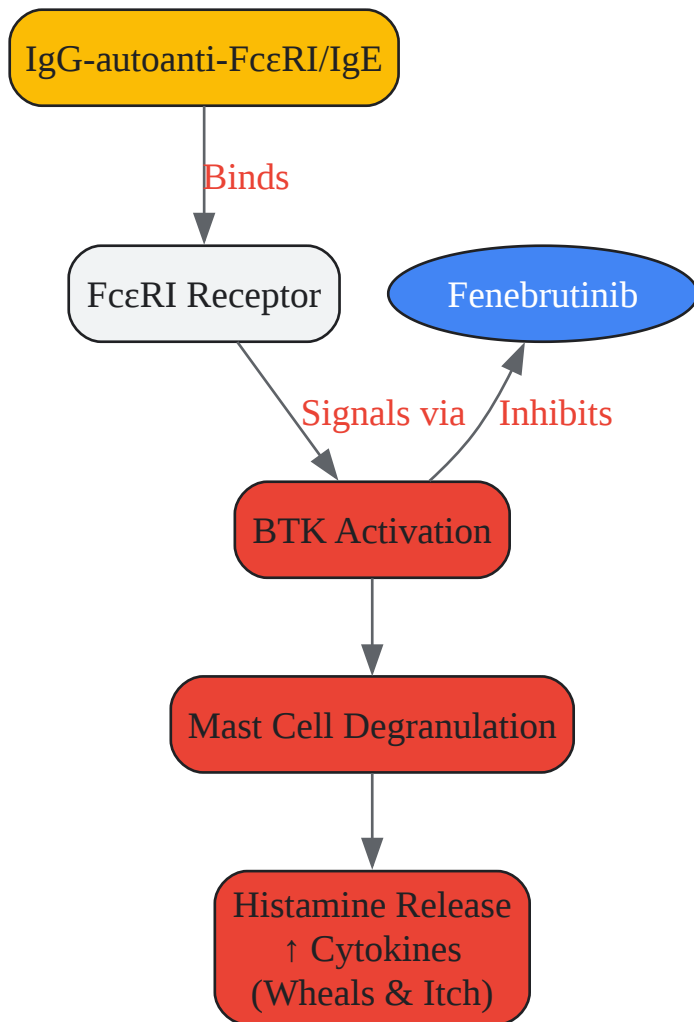 IgG-autoanti-FcεRI/IgE
Binds
FcεRI Receptor
Fenebrutinib
Signals via
Inhibits
BTK Activation
Mast Cell Degranulation
Histamine Release
↑ Cytokines
(Wheals & Itch)